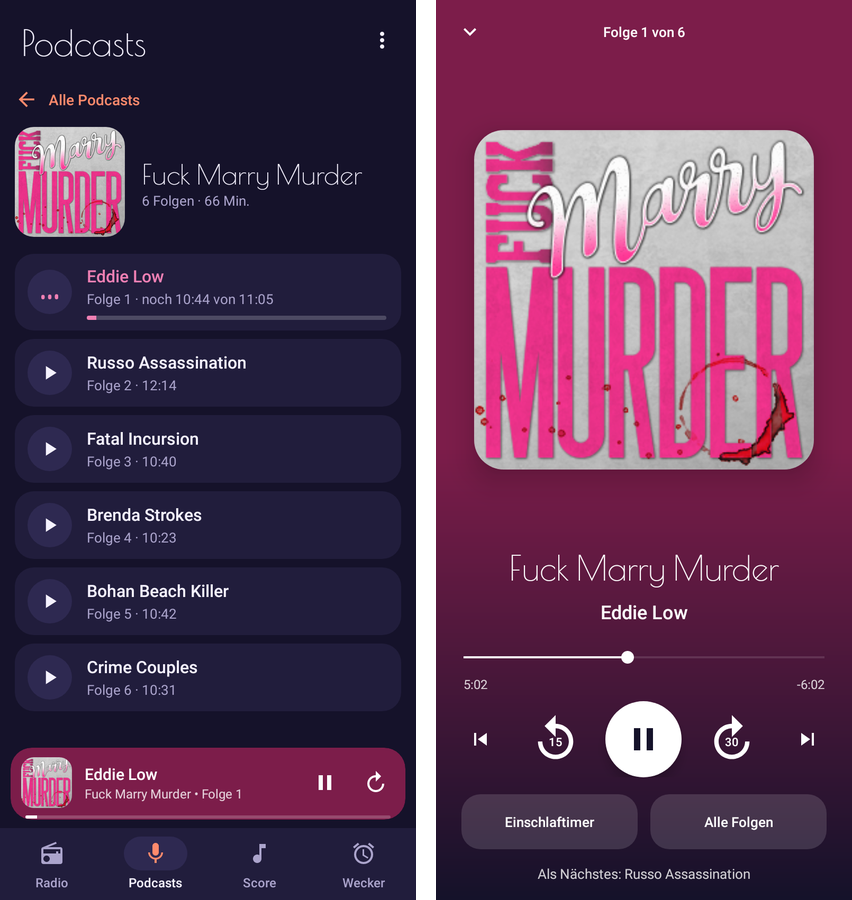 Podcasts
Alle Podcasts
FUCK
Marry
MURDER
Fuck Marry Murder
6 Folgen · 66 Min.
Eddie Low
Folge 1 · noch 10:44 von 11:05
Russo Assassination
Folge 2 · 12:14
Fatal Incursion
Folge 3 · 10:40
Brenda Strokes
Folge 4 · 10:23
Bohan Beach Killer
Folge 5 · 10:42
Crime Couples
Folge 6 · 10:31
FUCK
Marry
MURDER
Eddie Low
Fuck Marry Murder • Folge 1
Radio
Podcasts
Score
Wecker
Folge 1 von 6
FUCK
Marry
MURDER
Fuck Marry Murder
Eddie Low
5:02
-6:02
15
30
Einschlaftimer
Alle Folgen
Als Nächstes: Russo Assassination